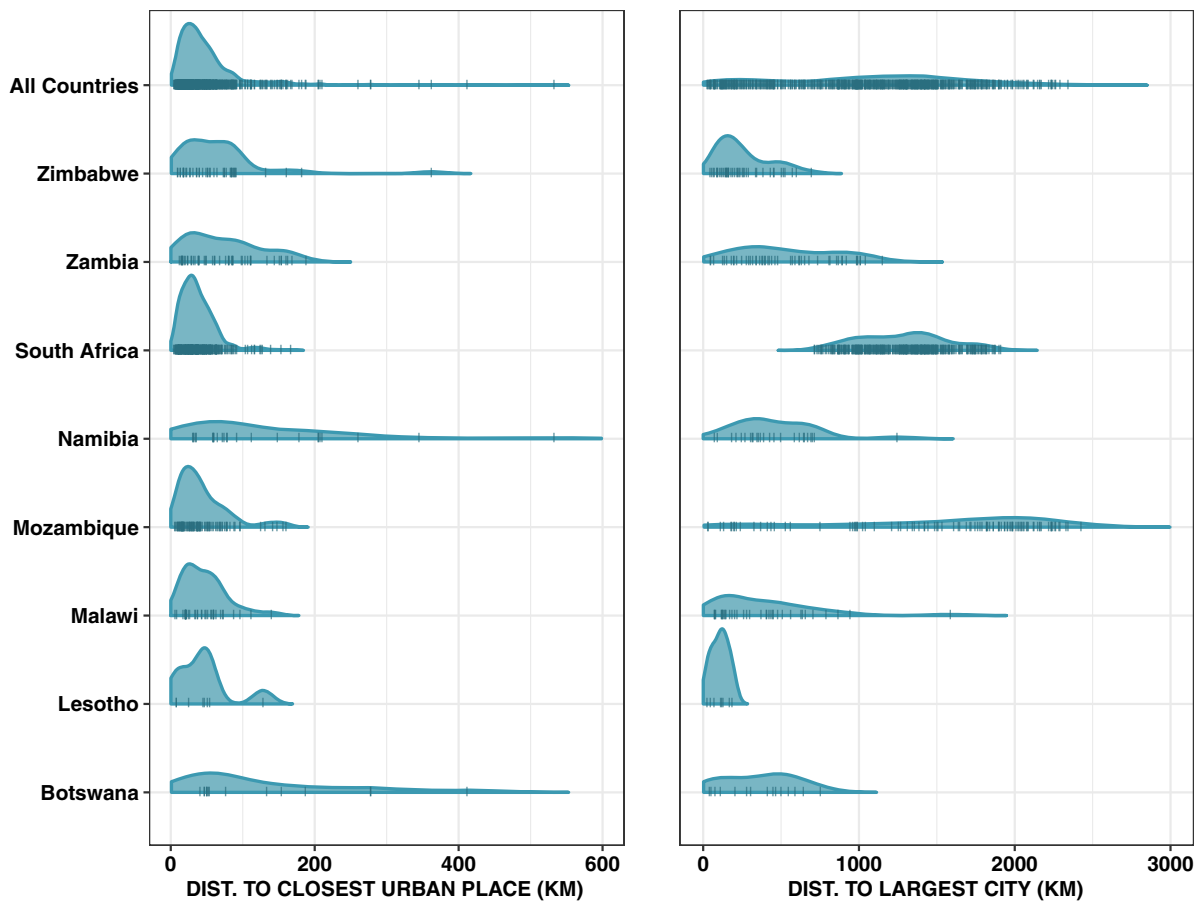 All Countries
Zimbabwe
Zambia
South Africa
Namibia
Mozambique
Malawi
Lesotho
Botswana
0 200 400 600
DIST. TO CLOSEST URBAN PLACE (KM)
0 1000 2000 3000
DIST. TO LARGEST CITY (KM)